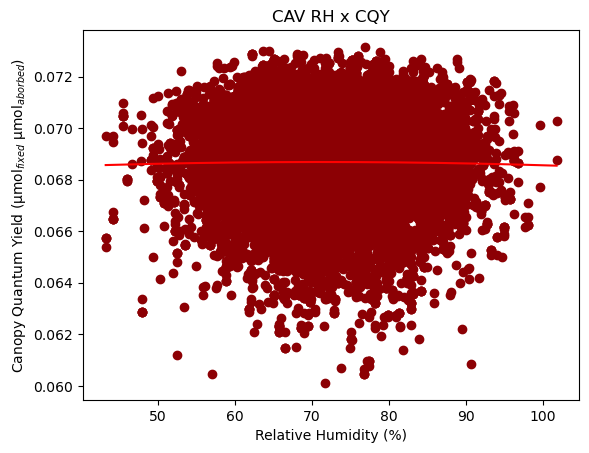 CAV RH x CQY
Canopy Quantum Yield (µmol_fixed µmol_aborbed)
0.072
0.070
0.068
0.066
0.064
0.062
0.060
50 60 70 80 90 100
Relative Humidity (%)